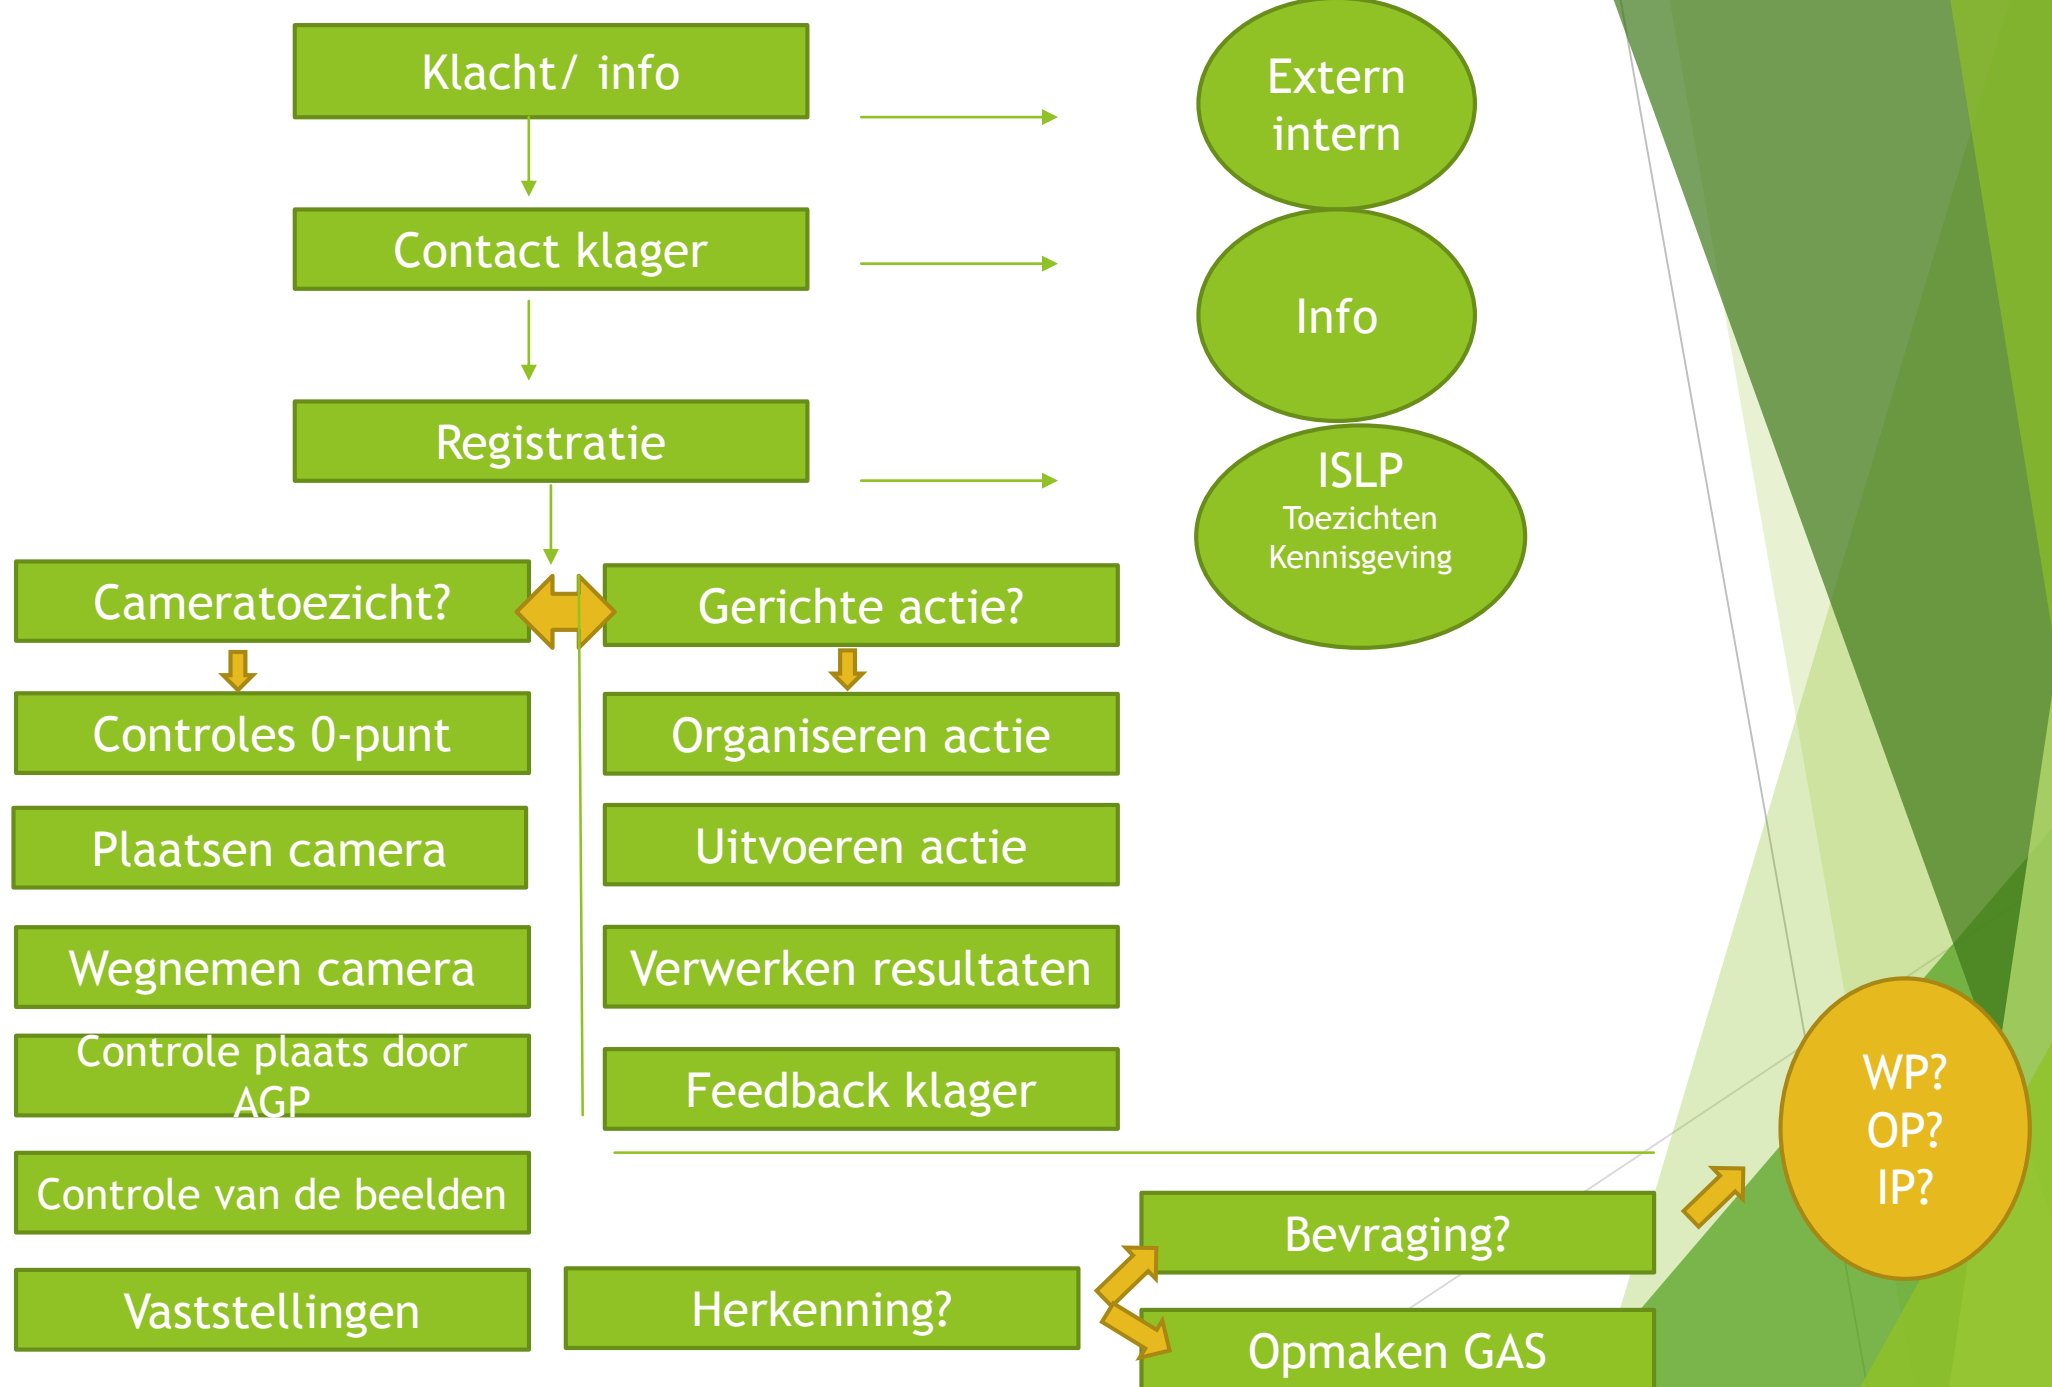 Klacht/ info
Extern
intern
Contact klager
Info
Registratie
ISLP
Toezichten
Kennisgeving
Cameratoezicht?
Gerichte actie?
Controles 0-punt
Organiseren actie
Plaatsen camera
Uitvoeren actie
Wegnemen camera
Verwerken resultaten
Controle plaats door
AGP
Feedback klager
WP?
OP?
IP?
Controle van de beelden
Bevraging?
Vaststellingen
Herkenning?
Opmaken GAS